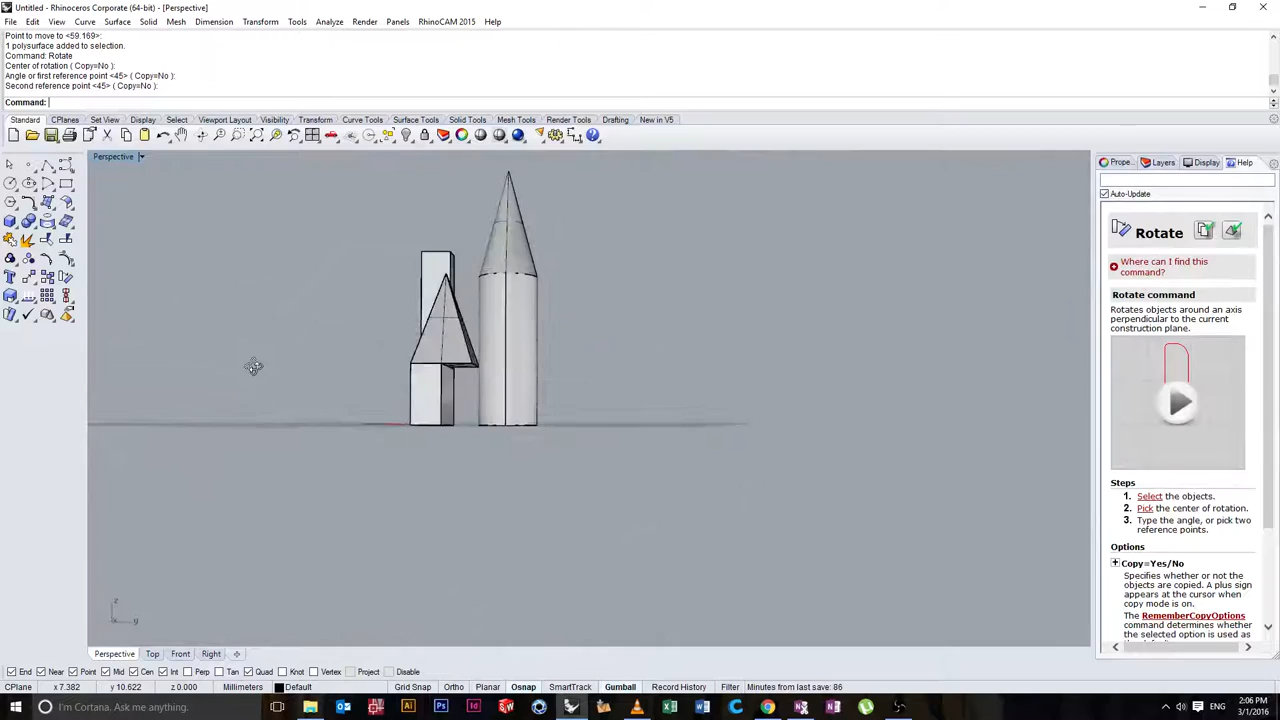 Untitled - Rhinoceros Corporate (64-bit) - [Perspective]
File Edit View Curve Surface Solid Mesh Dimension Transform Tools Analyze Render Panels RhinoCAM 2015 Help
Point to move to <59.169>:
1 polysurface added to selection.
Command: Rotate
Center of rotation ( Copy=No ):
Angle or first reference point <45> ( Copy=No ):
Second reference point <45> ( Copy=No ):
Command:
Standard CPlanes Set View Display Select Viewport Layout Visibility Transform Curve Tools Surface Tools Solid Tools Mesh Tools Render Tools Drafting New in V5
Perspective
Prope... Layers Display Help
Auto-Update
Rotate
Where can I find this
command?
Rotate command
Rotates objects around an axis
perpendicular to the current
construction plane.
Steps
1. Select the objects.
2. Pick the center of rotation.
3. Type the angle, or pick two
reference points.
Options
Copy=Yes/No
Specifies whether or not the
objects are copied. A plus sign
appears at the cursor when
copy mode is on.
The RememberCopyOptions
command determines whether
the selected option is used as
z
x y
Perspective Top Front Right
End Near Point Mid Cen Int Perp Tan Quad Knot Vertex Project Disable
CPlane x 7.382 y 10.622 z 0.000 Millimeters Default Grid Snap Ortho Planar Osnap SmartTrack Gumball Record History Filter Minutes from last save: 86
I'm Cortana. Ask me anything. ENG 2:06 PM
3/1/2016